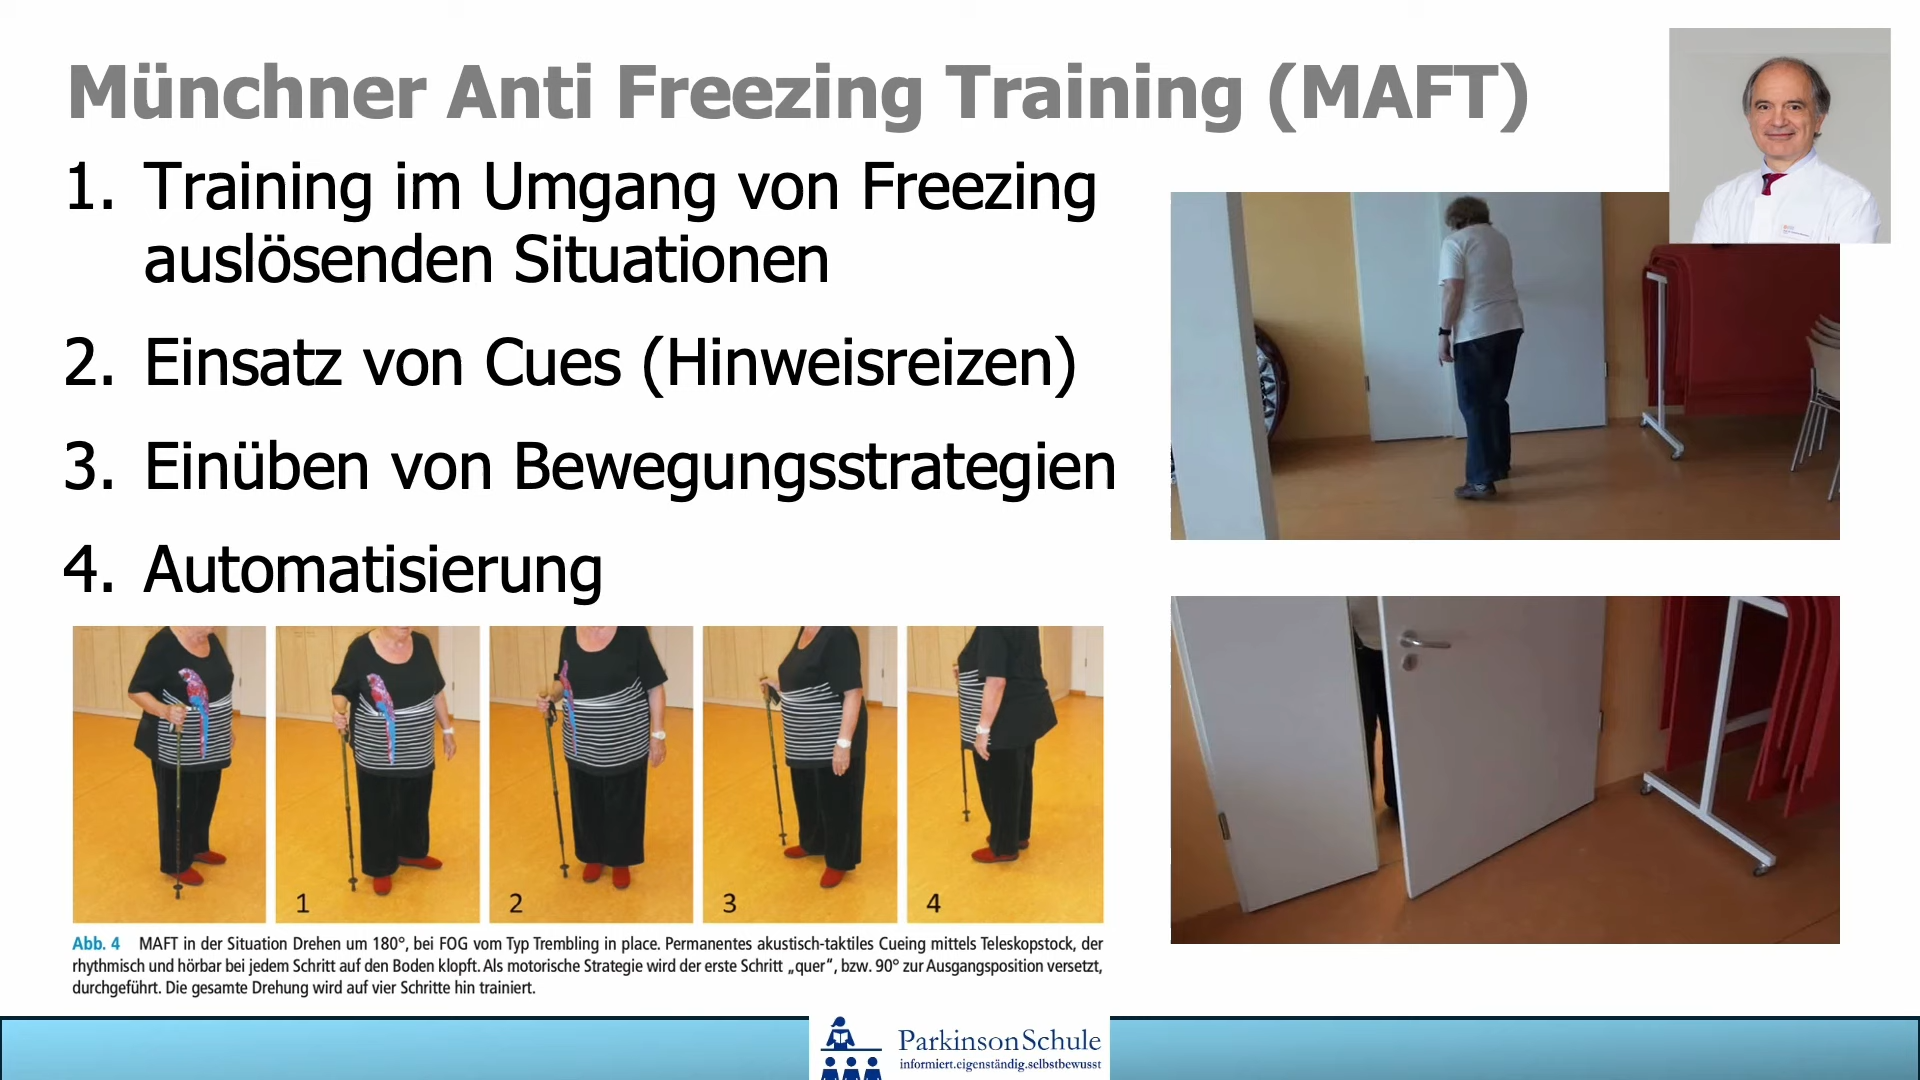 Münchner Anti Freezing Training (MAFT)
1. Training im Umgang von Freezing
auslösenden Situationen
2. Einsatz von Cues (Hinweisreizen)
3. Einüben von Bewegungsstrategien
4. Automatisierung
1 2 3 4
Abb. 4 MAFT in der Situation Drehen um 180°, bei FOG vom Typ Trembling in place. Permanentes akustisch-taktiles Cueing mittels Teleskopstock, der
rhythmisch und hörbar bei jedem Schritt auf den Boden klopft. Als motorische Strategie wird der erste Schritt „quer“, bzw. 90° zur Ausgangsposition versetzt,
durchgeführt. Die gesamte Drehung wird auf vier Schritte hin trainiert.
ParkinsonSchule
informiert.eigenständig.selbstbewusst